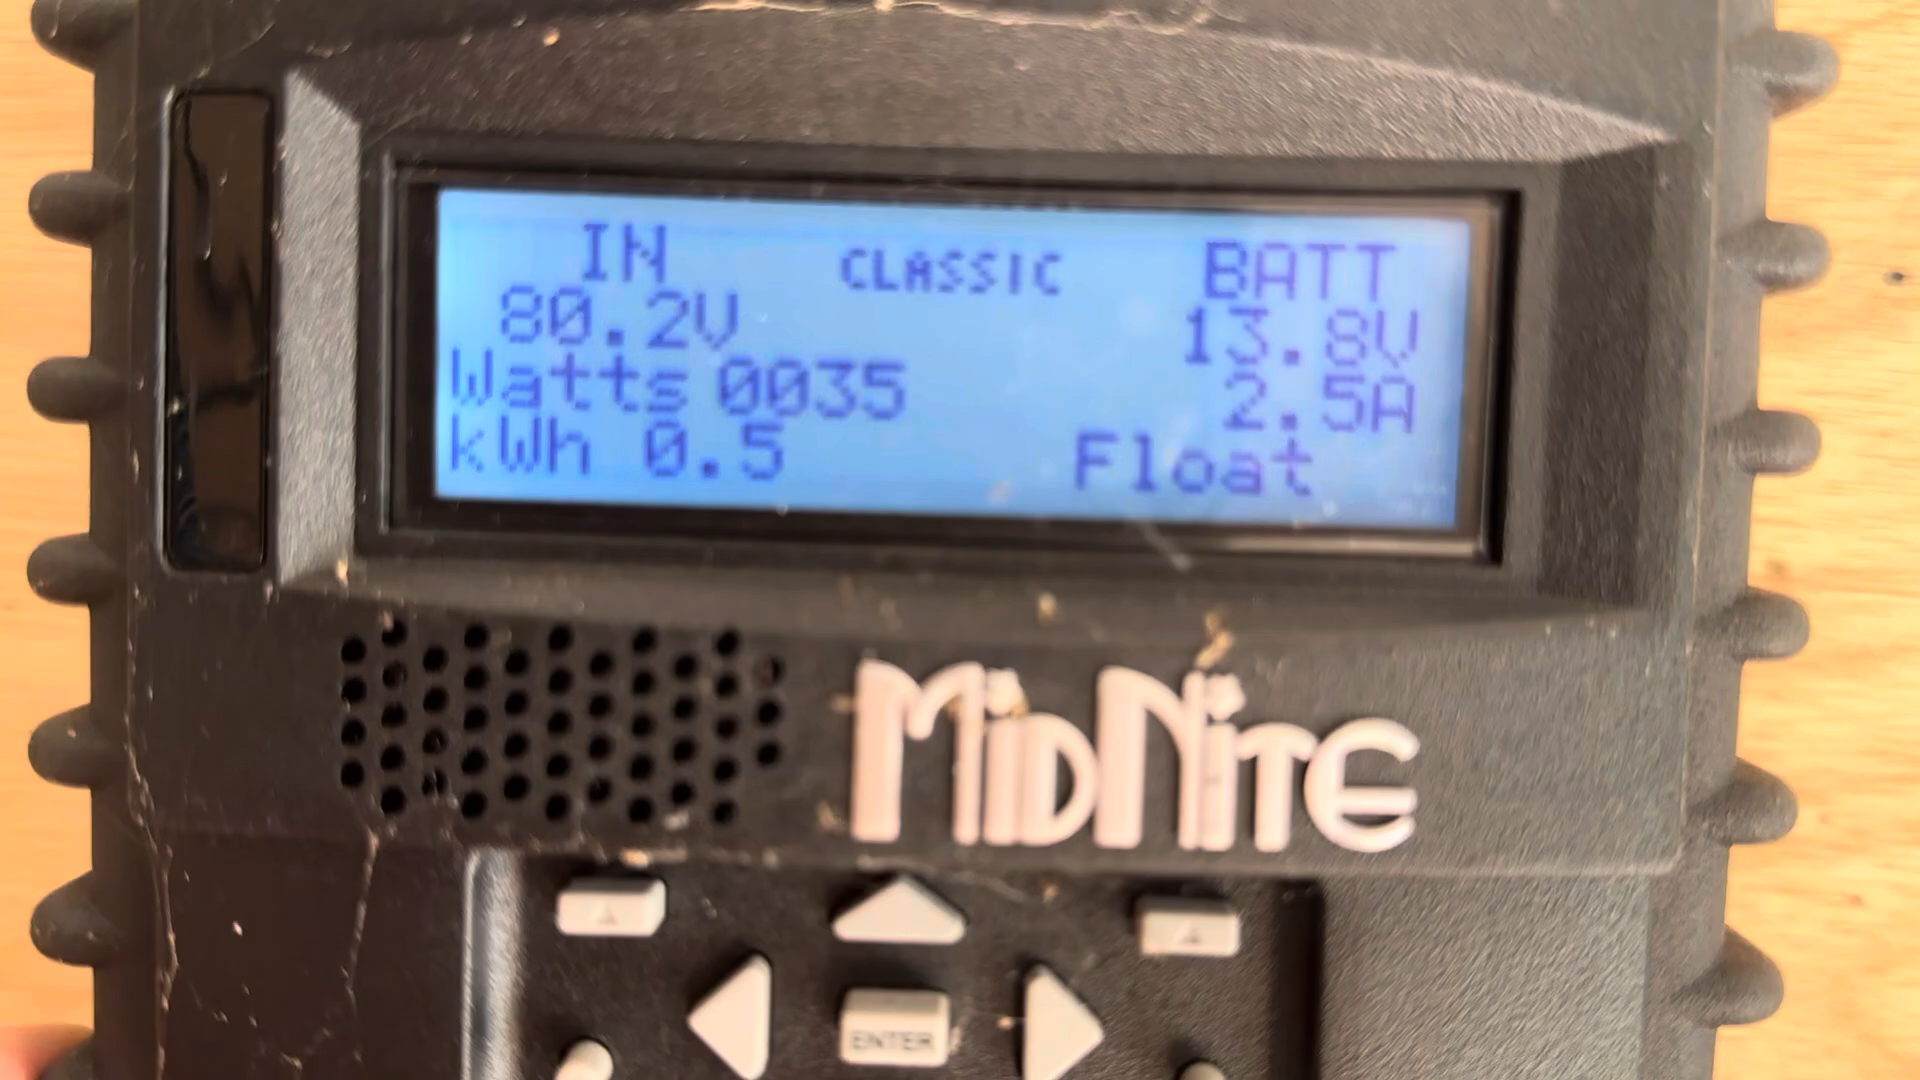 IN CLASSIC BATT
80.2V 13.8V
Watts 0035 2.5A
kWh 0.5 Float
MIDNITE
ENTER